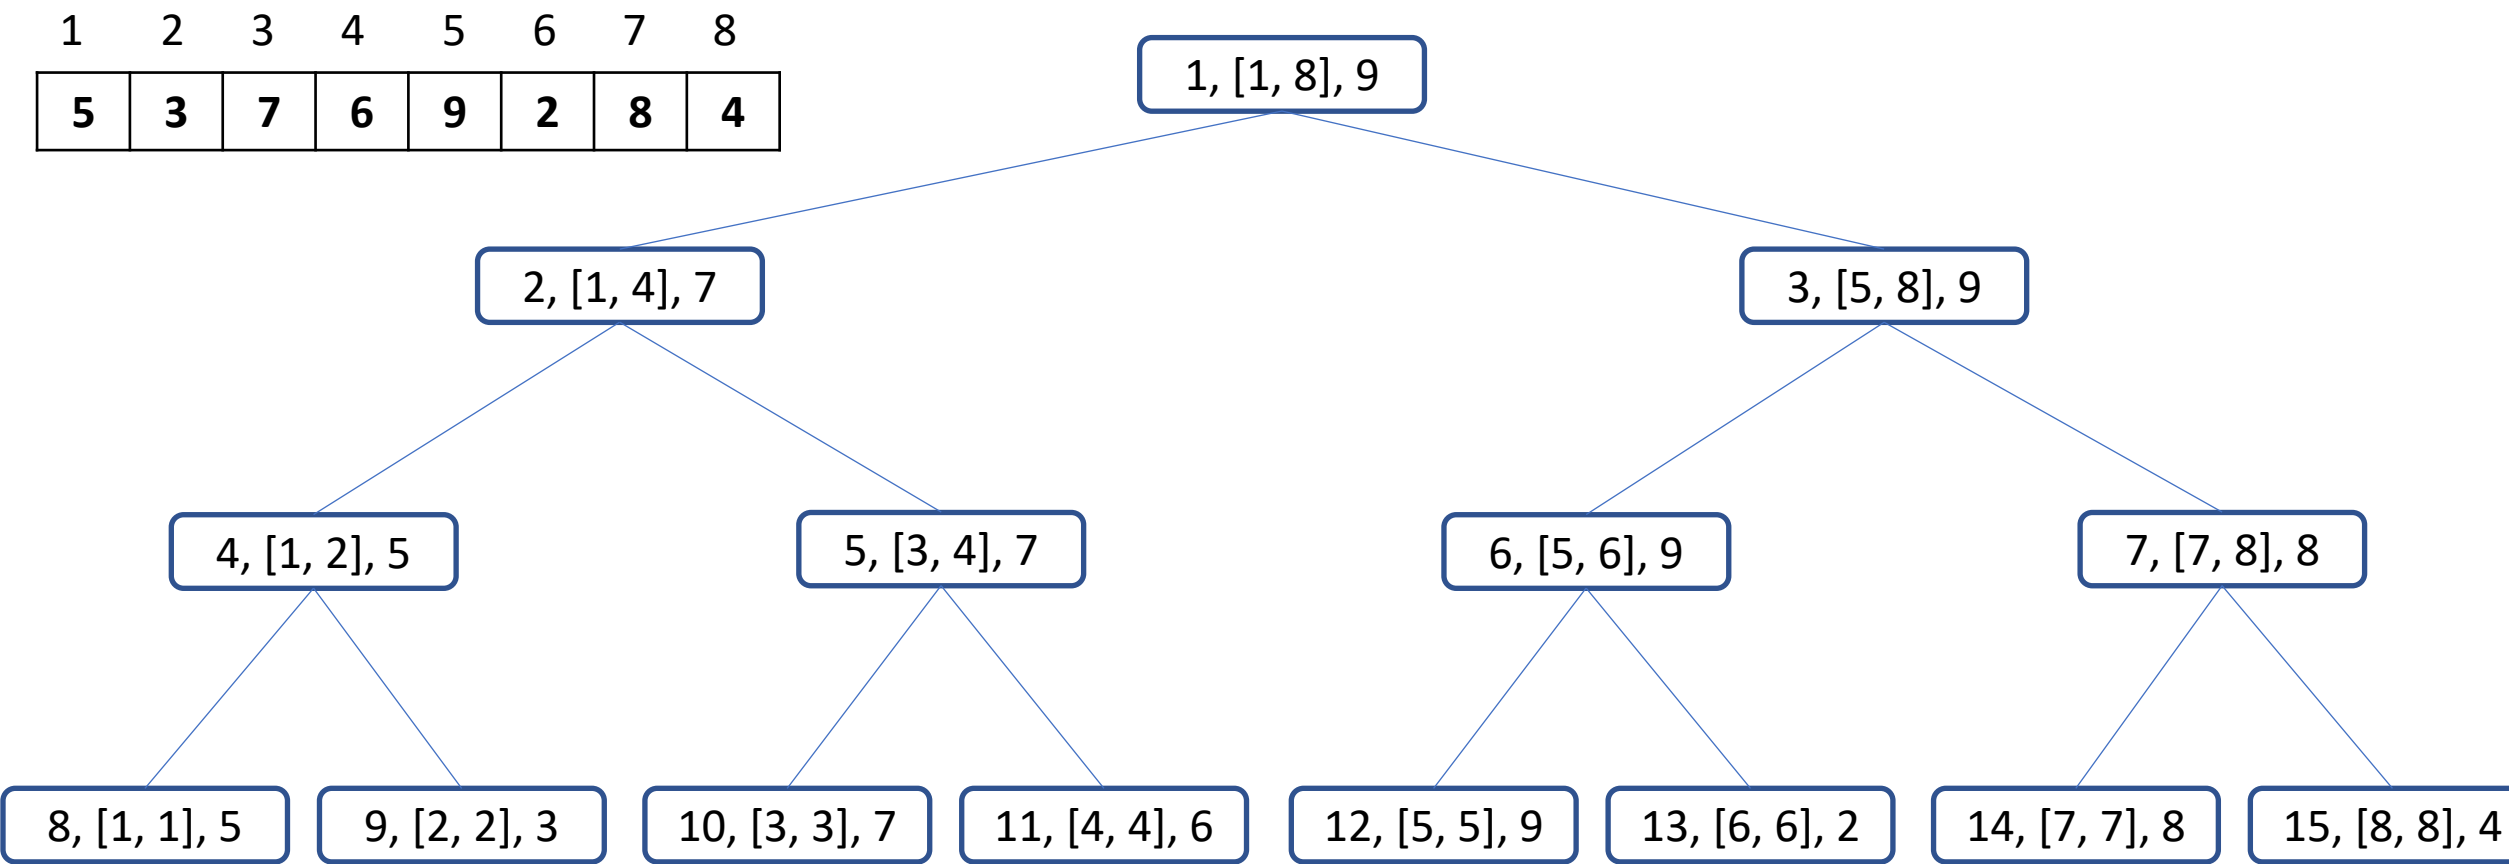 1 2 3 4 5 6 7 8
5 3 7 6 9 2 8 4
1, [1, 8], 9
2, [1, 4], 7
3, [5, 8], 9
4, [1, 2], 5
5, [3, 4], 7
6, [5, 6], 9
7, [7, 8], 8
8, [1, 1], 5
9, [2, 2], 3
10, [3, 3], 7
11, [4, 4], 6
12, [5, 5], 9
13, [6, 6], 2
14, [7, 7], 8
15, [8, 8], 4